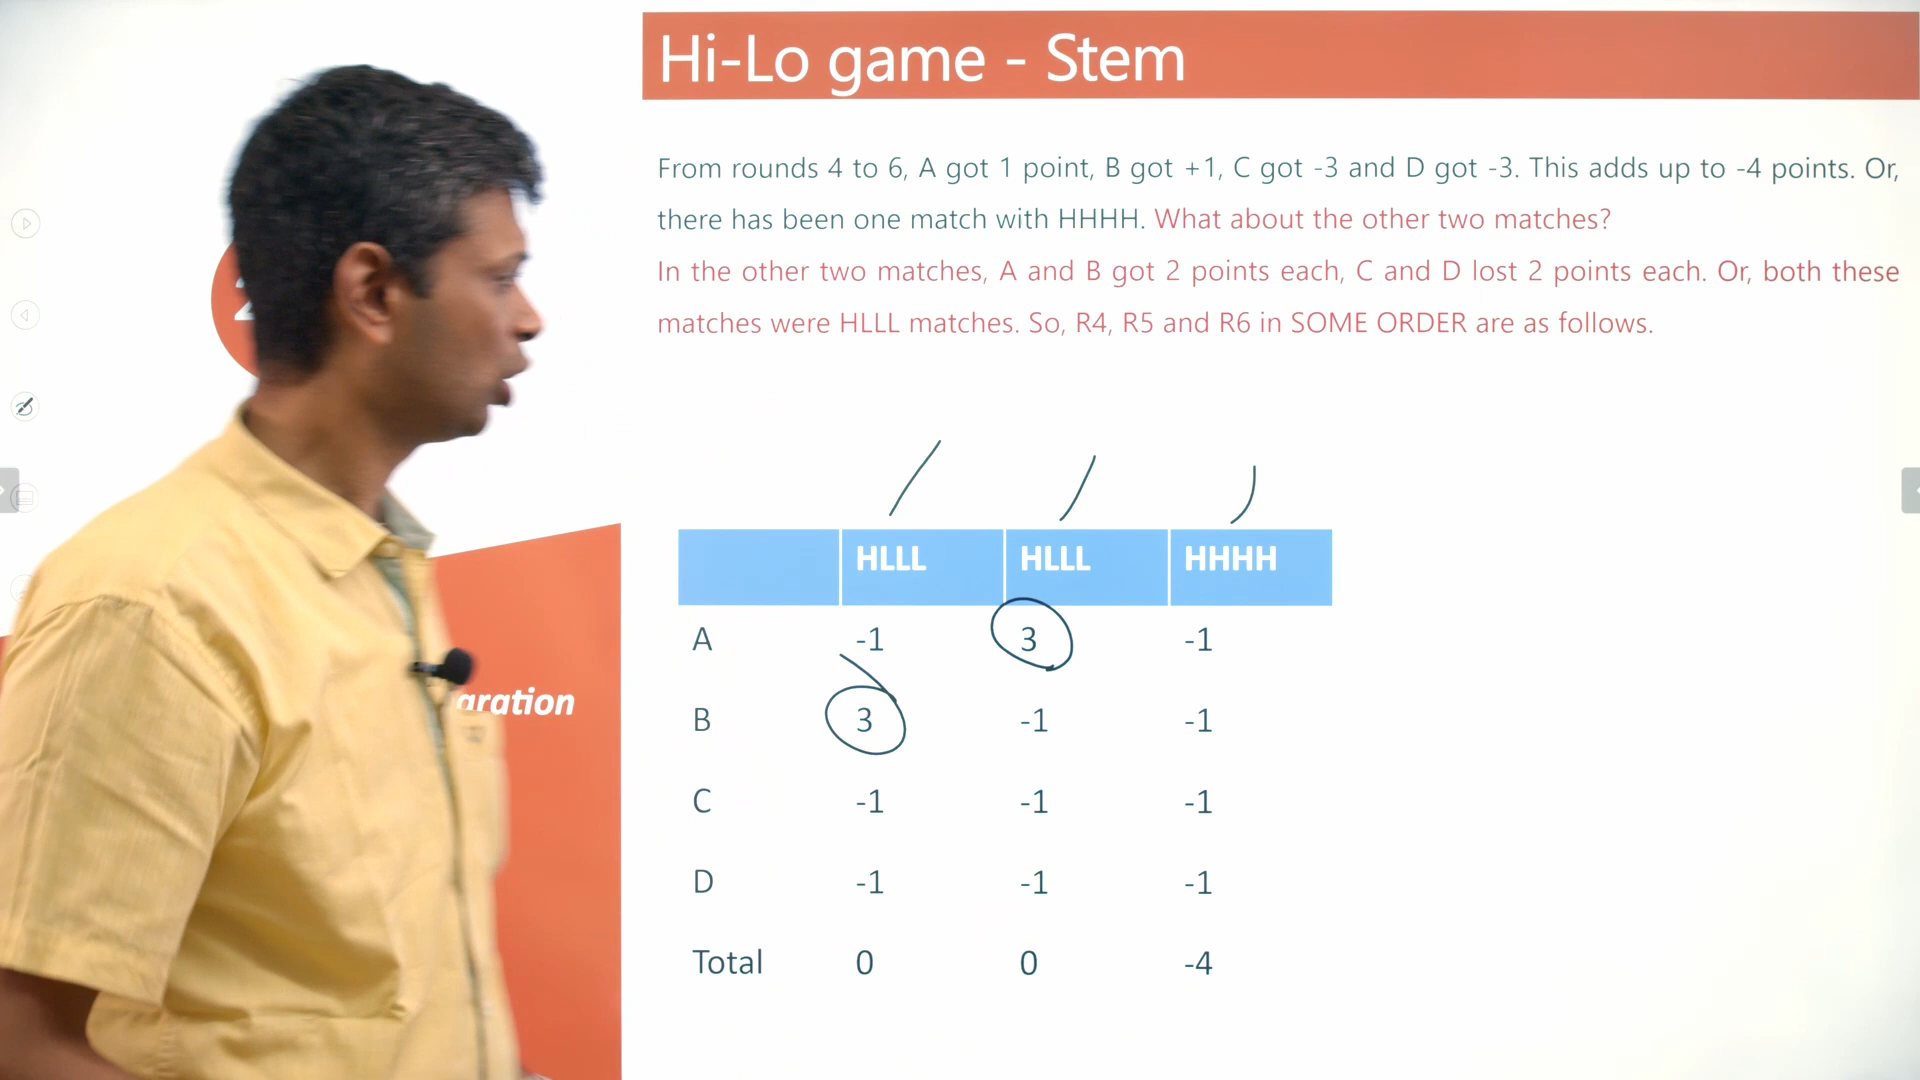 Hi-Lo game - Stem
From rounds 4 to 6, A got 1 point, B got +1, C got -3 and D got -3. This adds up to -4 points. Or,
there has been one match with HHHH. What about the other two matches?
In the other two matches, A and B got 2 points each, C and D lost 2 points each. Or, both these
matches were HLLL matches. So, R4, R5 and R6 in SOME ORDER are as follows.
HLLL HLLL HHHH
A -1 3 -1
B 3 -1 -1
C -1 -1 -1
D -1 -1 -1
Total 0 0 -4